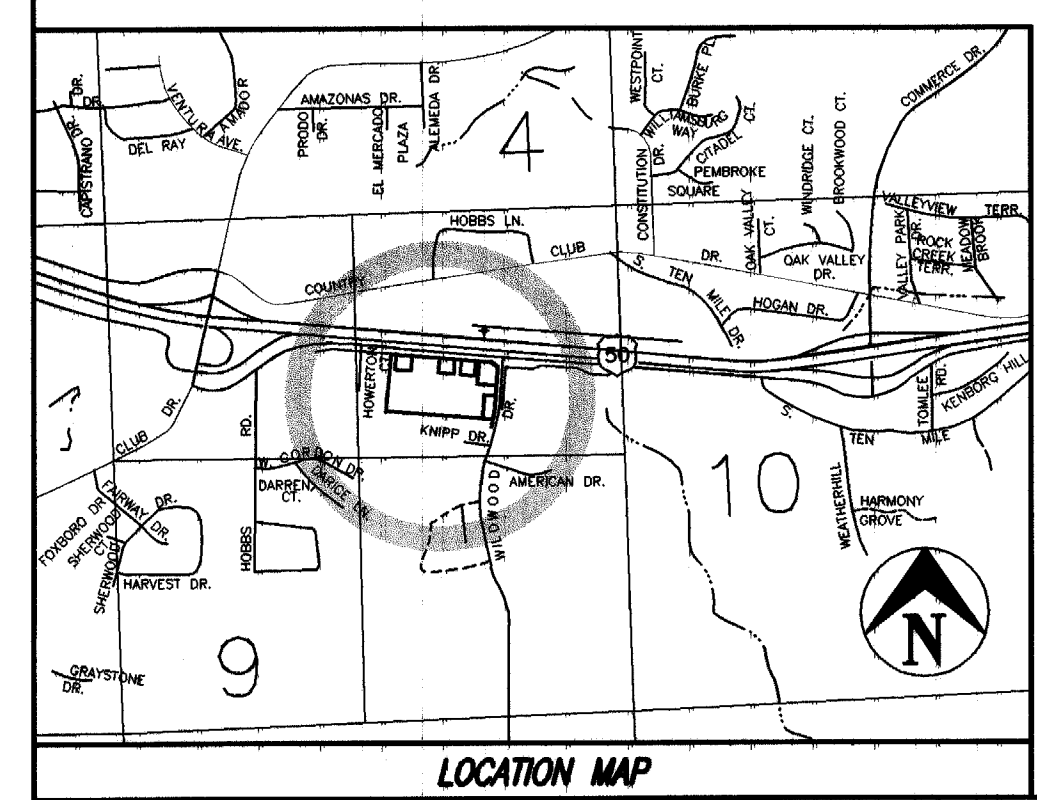 COMMERCE DR.
WESTPOINT
CT.
BURKE PL.
DR.
DR.
VENTURA AVE.
AMADOR
AMAZONAS DR.
ALEMEDA DR.
PRODO
DR.
EL MERCADO
PLAZA
4
DR.
DEL RAY
CAPISTRANO
WILLIAMSBURG
WAY
CITADEL
CT.
PEMBROKE
SQUARE
CONSTITUTION
DR.
WINDRIDGE CT.
BROOKWOOD CT.
OAK VALLEY
CT.
VALLEYVIEW
TERR.
VALLEY PARK
DR.
ROCK
CREEK
TERR.
MEADOW
BROOK
HOBBS LN.
COUNTRY
CLUB
DR.
OAK VALLEY
DR.
S.
TEN
MILE
DR.
HOGAN DR.
50
HOWERTON
CT.
KNIPP DR.
DR.
WILDWOOD
AMERICAN DR.
CLUB
DR.
HOBBS
RD.
W. GORDON DR.
DARREN
CT.
DARICE LN.
FOXBORO DR.
FAIRWAY DR.
DR.
SHERWOOD
CT.
SHERWOOD
HARVEST DR.
GRAYSTONE
DR.
9
10
S.
TEN
MILE
TOMLEE
RD.
KENBORG HILL
WEATHERHILL
HARMONY
GROVE
N
LOCATION MAP